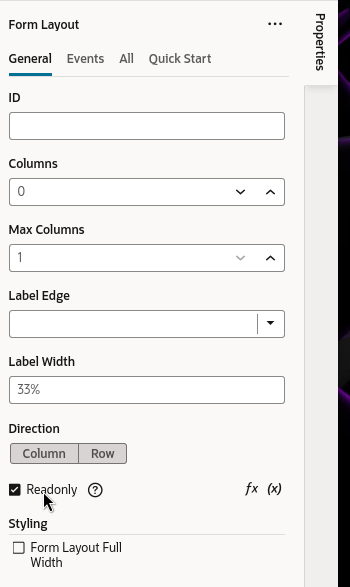 Form Layout
Properties
General Events All Quick Start
ID
Columns
0
Max Columns
1
Label Edge
Label Width
33%
Direction
Column Row
Readonly ? fx (x)
Styling
Form Layout Full
Width